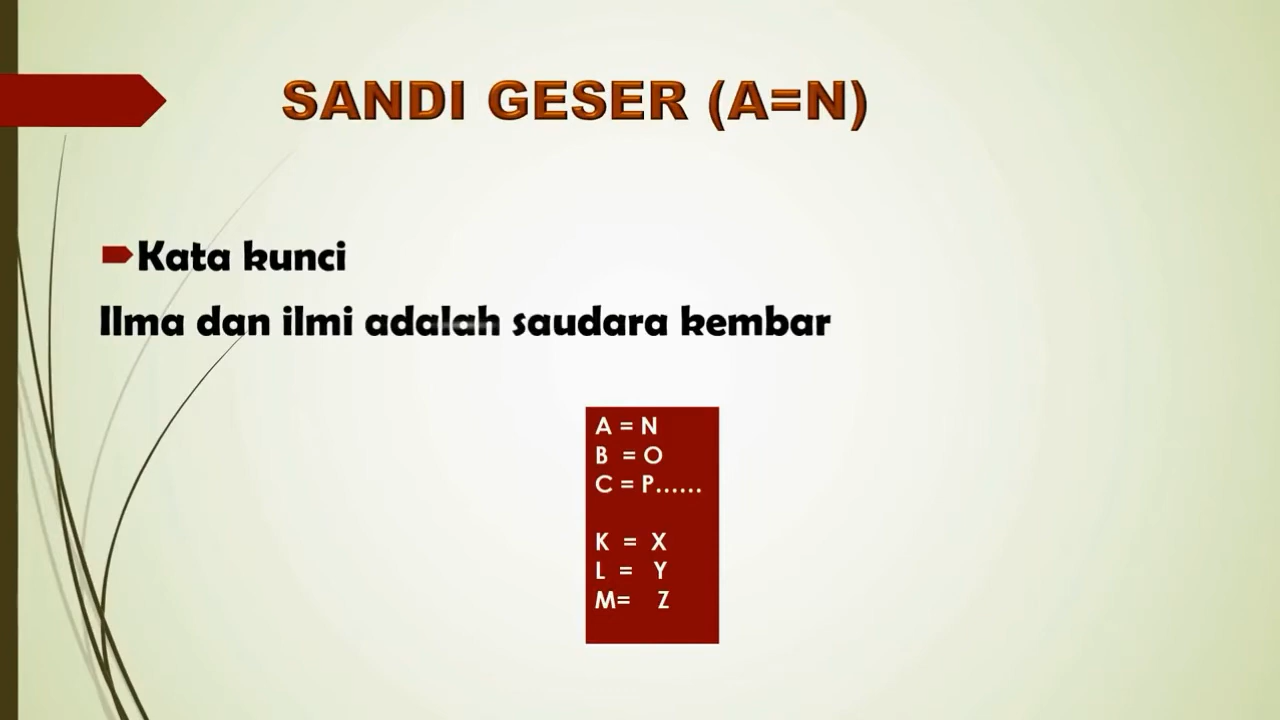 SANDI GESER (A=N)
Kata kunci
Ilma dan ilmi adalah saudara kembar
A = N
B = O
C = P......
K = X
L = Y
M= Z